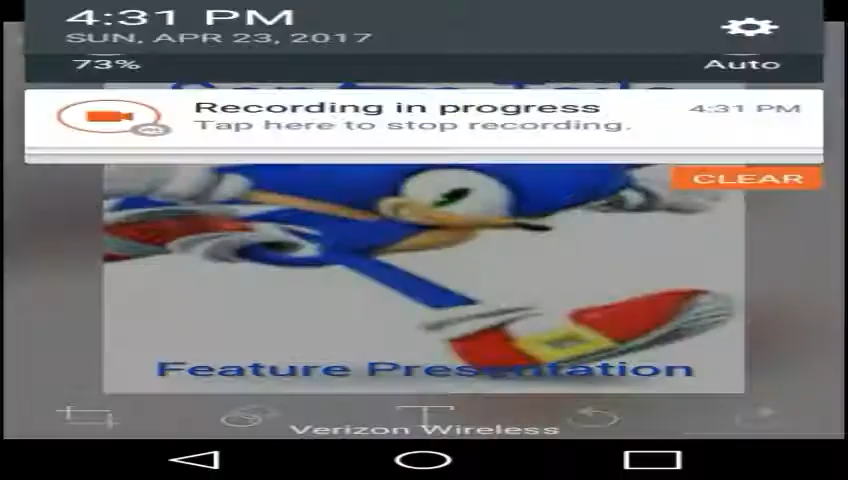 4:31 PM
SUN, APR 23, 2017
73%
Auto
Recording in progress
4:31 PM
Tap here to stop recording.
CLEAR
Feature Presentation
Verizon Wireless